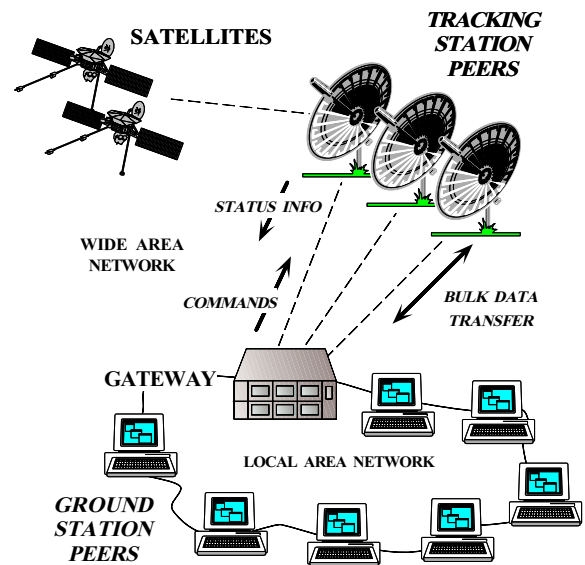 SATELLITES
TRACKING
STATION
PEERS
STATUS INFO
WIDE AREA
NETWORK
COMMANDS
BULK DATA
TRANSFER
GATEWAY
LOCAL AREA NETWORK
GROUND
STATION
PEERS